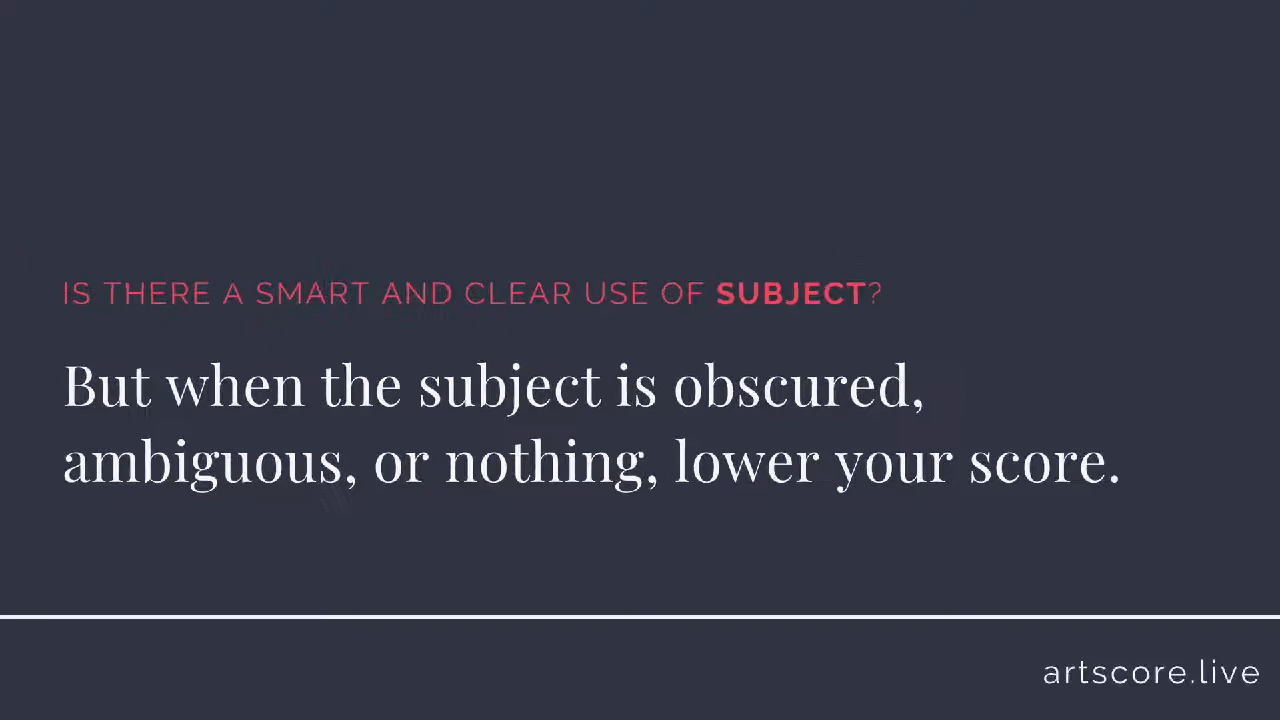 IS THERE A SMART AND CLEAR USE OF SUBJECT?
But when the subject is obscured,
ambiguous, or nothing, lower your score.
artscore.live